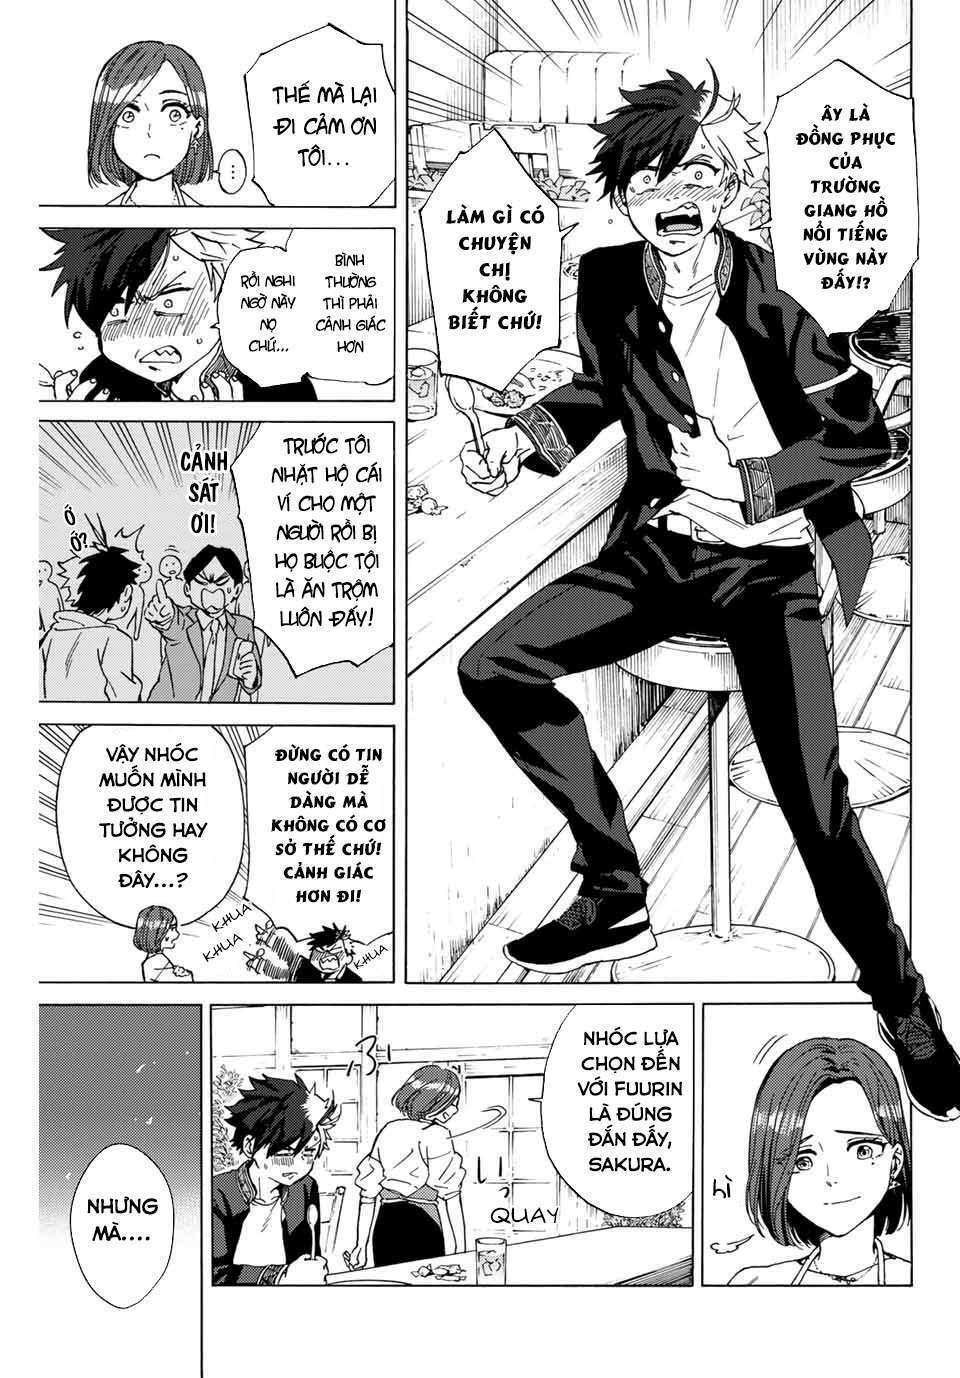 ÂY LÀ
ĐỒNG PHỤC
CỦA
TRƯỜNG
GIANG HỒ
NỔI TIẾNG
VÙNG NÀY
ĐẤY!?
LÀM GÌ CÓ
CHUYỆN
CHỊ
KHÔNG
BIẾT CHỨ!
THẾ MÀ LẠI
ĐI CẢM ƠN
TÔI...
...
BÌNH
THƯỜNG
THÌ PHẢI
CẢNH GIÁC
HƠN
RỒI NGHI
NGỜ NÀY
NỌ
CHỨ...
TRƯỚC TÔI
NHẶT HỘ CÁI
VÍ CHO MỘT
NGƯỜI RỒI BỊ
HỌ BUỘC TỘI
LÀ ĂN TRỘM
LUÔN ĐẤY!
CẢNH
SÁT
ƠI!
Ớ
Ớ?
ĐỪNG CÓ TIN
NGƯỜI DỄ
DÀNG MÀ
KHÔNG CÓ CƠ
SỞ THẾ CHỨ!
CẢNH GIÁC
HƠN ĐI!
VẬY NHÓC
MUỐN MÌNH
ĐƯỢC TIN
TƯỞNG HAY
KHÔNG
ĐÂY...?
KHUA
KHUA
KHUA
hì
NHÓC LỰA
CHỌN ĐẾN
VỚI FUURIN
LÀ ĐÚNG
ĐẮN ĐẤY,
SAKURA.
QUAY
NHƯNG
MÀ....